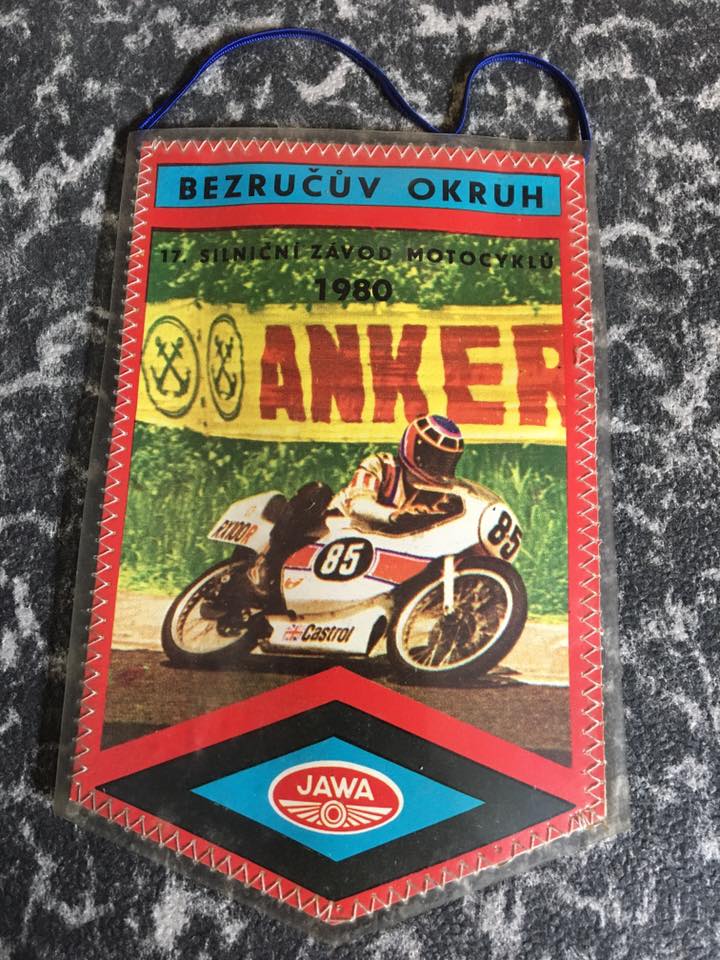 BEZRUČŮV OKRUH
17. SILNIČNÍ ZÁVOD MOTOCYKLŮ
1980
ANKER
85
85
Castrol
JAWA